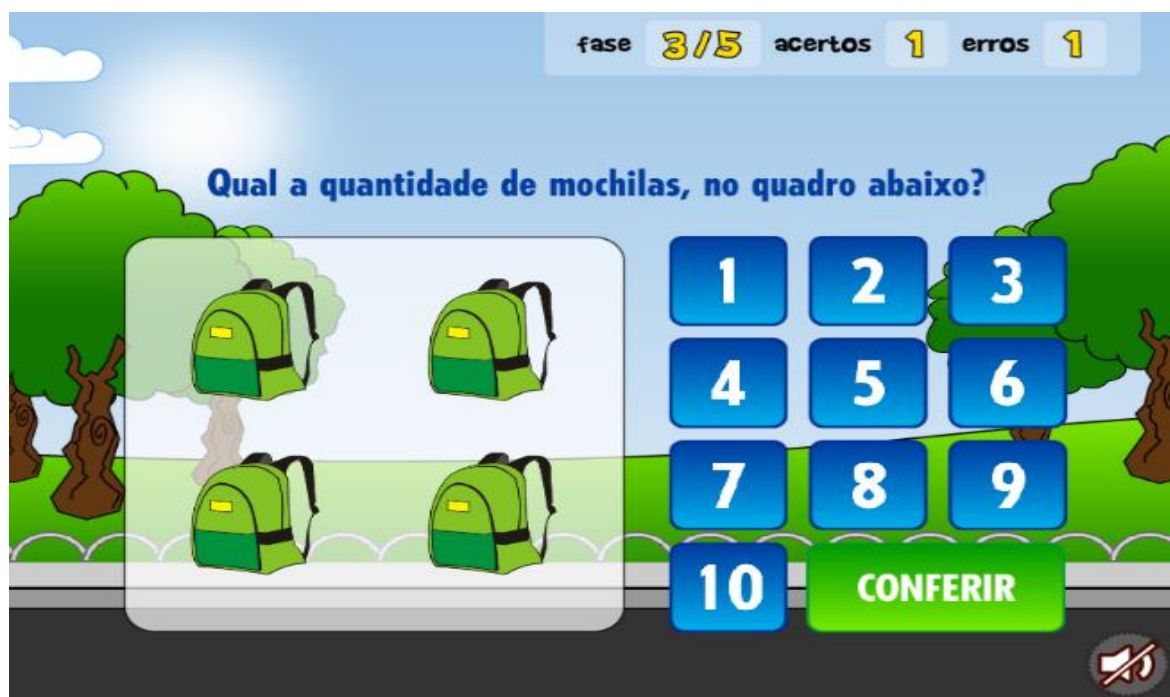 fase 3/5 acertos 1 erros 1
Qual a quantidade de mochilas, no quadro abaixo?
1 2 3
4 5 6
7 8 9
10 CONFERIR